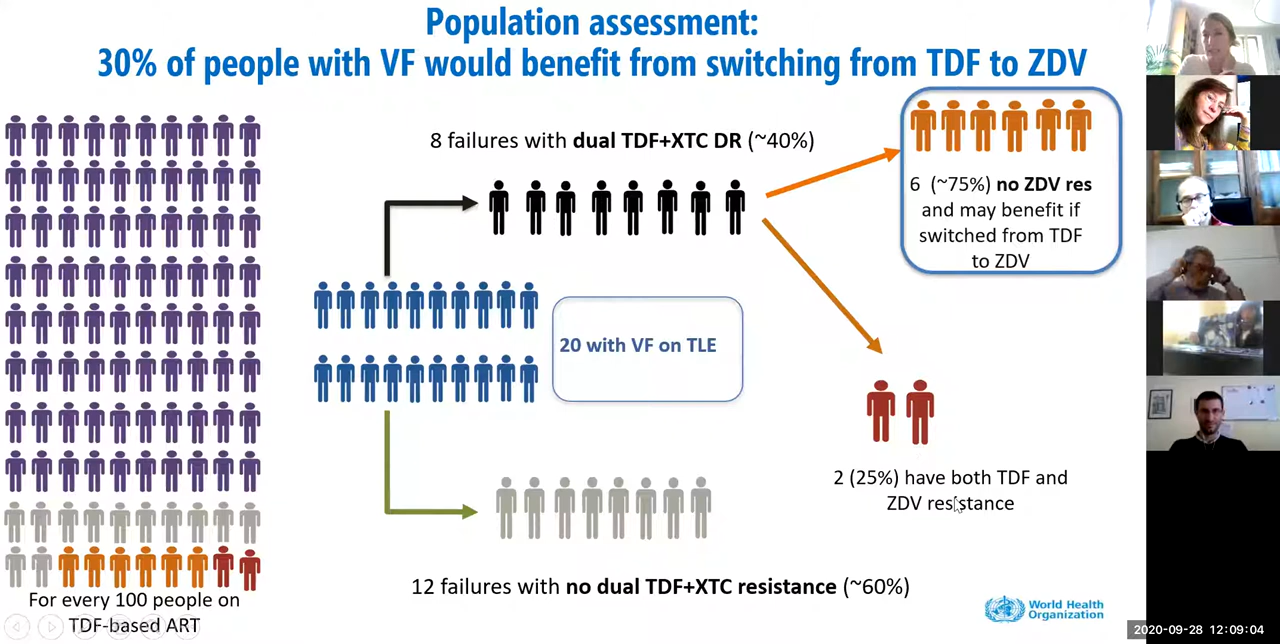 Population assessment:
30% of people with VF would benefit from switching from TDF to ZDV
8 failures with dual TDF+XTC DR (~40%)
6 (~75%) no ZDV res
and may benefit if
switched from TDF
to ZDV
20 with VF on TLE
2 (25%) have both TDF and
ZDV resistance
12 failures with no dual TDF+XTC resistance (~60%)
For every 100 people on
TDF-based ART
World Health
Organization
2020-09-28 12:09:04